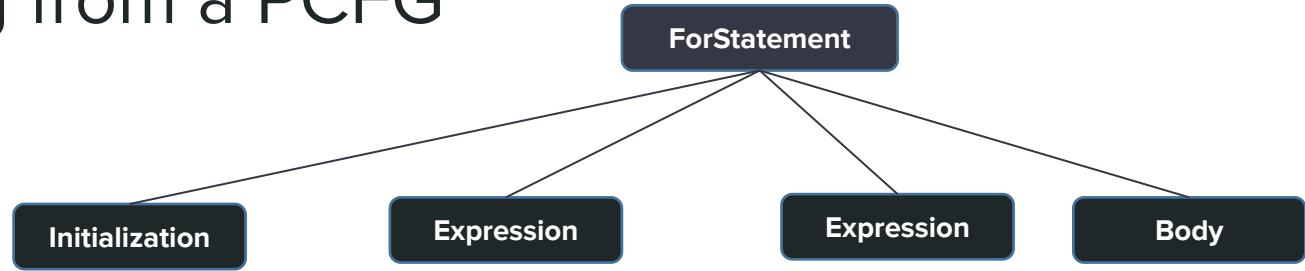 from a PCFG
ForStatement
Initialization
Expression
Expression
Body